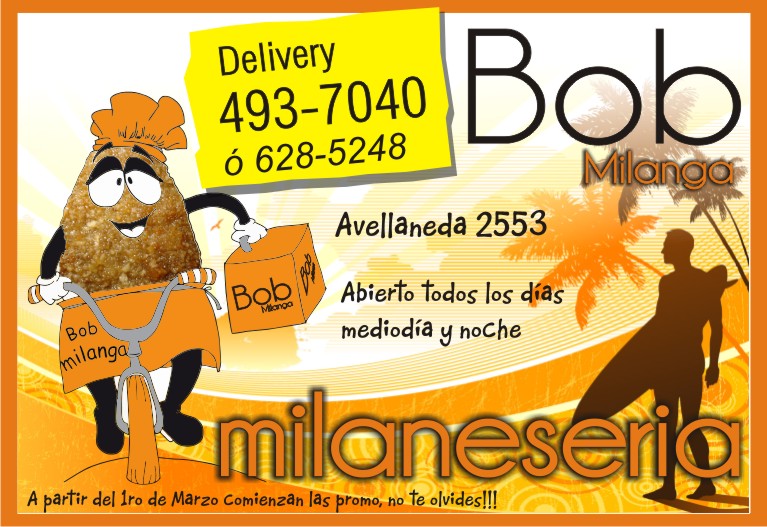 Delivery
493-7040
ó 628-5248
Bob
Milanga
Avellaneda 2553
Abierto todos los días
mediodía y noche
Bob
Milanga
Bob
Bob
milanga
milaneseria
A partir del 1ro de Marzo comienzan las promo, no te olvides!!!